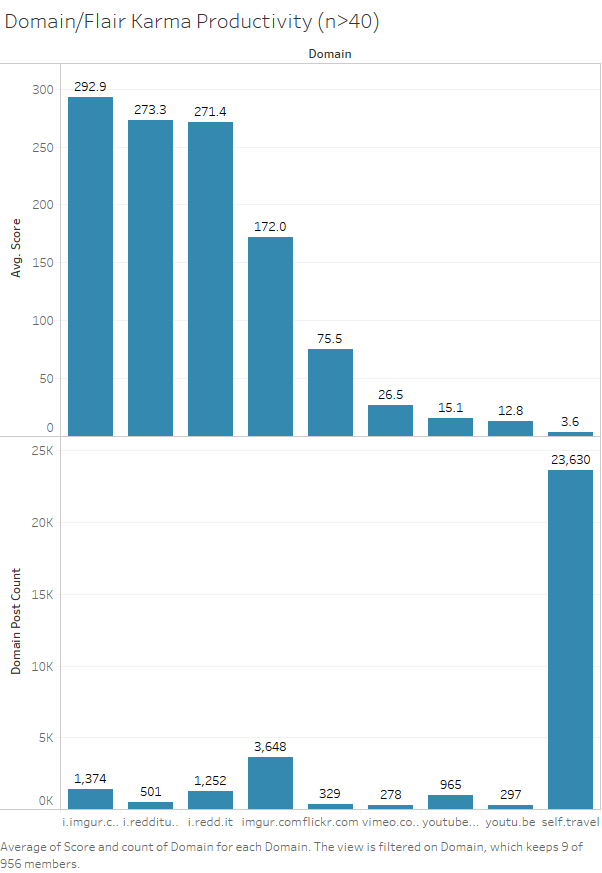 Domain/Flair Karma Productivity (n>40)
Domain
300
250
200
150
100
50
0
Avg. Score
292.9
273.3
271.4
172.0
75.5
26.5
15.1
12.8
3.6
25K
20K
15K
10K
5K
0K
Domain Post Count
1,374
501
1,252
3,648
329
278
965
297
23,630
i.imgur.c.. i.redditu.. i.redd.it imgur.com flickr.com vimeo.co.. youtube... youtu.be self.travel
Average of Score and count of Domain for each Domain. The view is filtered on Domain, which keeps 9 of
956 members.